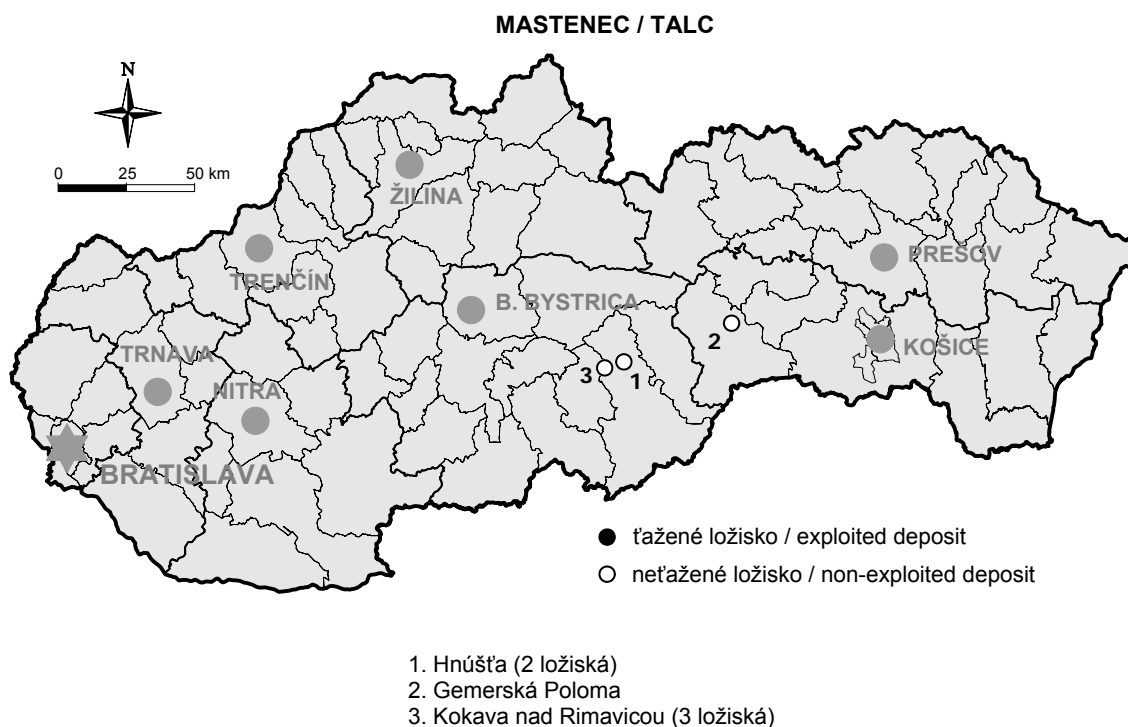 MASTENEC / TALC
N
0 25 50 km
ŽILINA
TRENČÍN
PREŠOV
B. BYSTRICA
TRNAVA
NITRA
KOŠICE
2
3
1
BRATISLAVA
ťažené ložisko / exploited deposit
neťažené ložisko / non-exploited deposit
1. Hnúšťa (2 ložiská)
2. Gemerská Poloma
3. Kokava nad Rimavicou (3 ložiská)